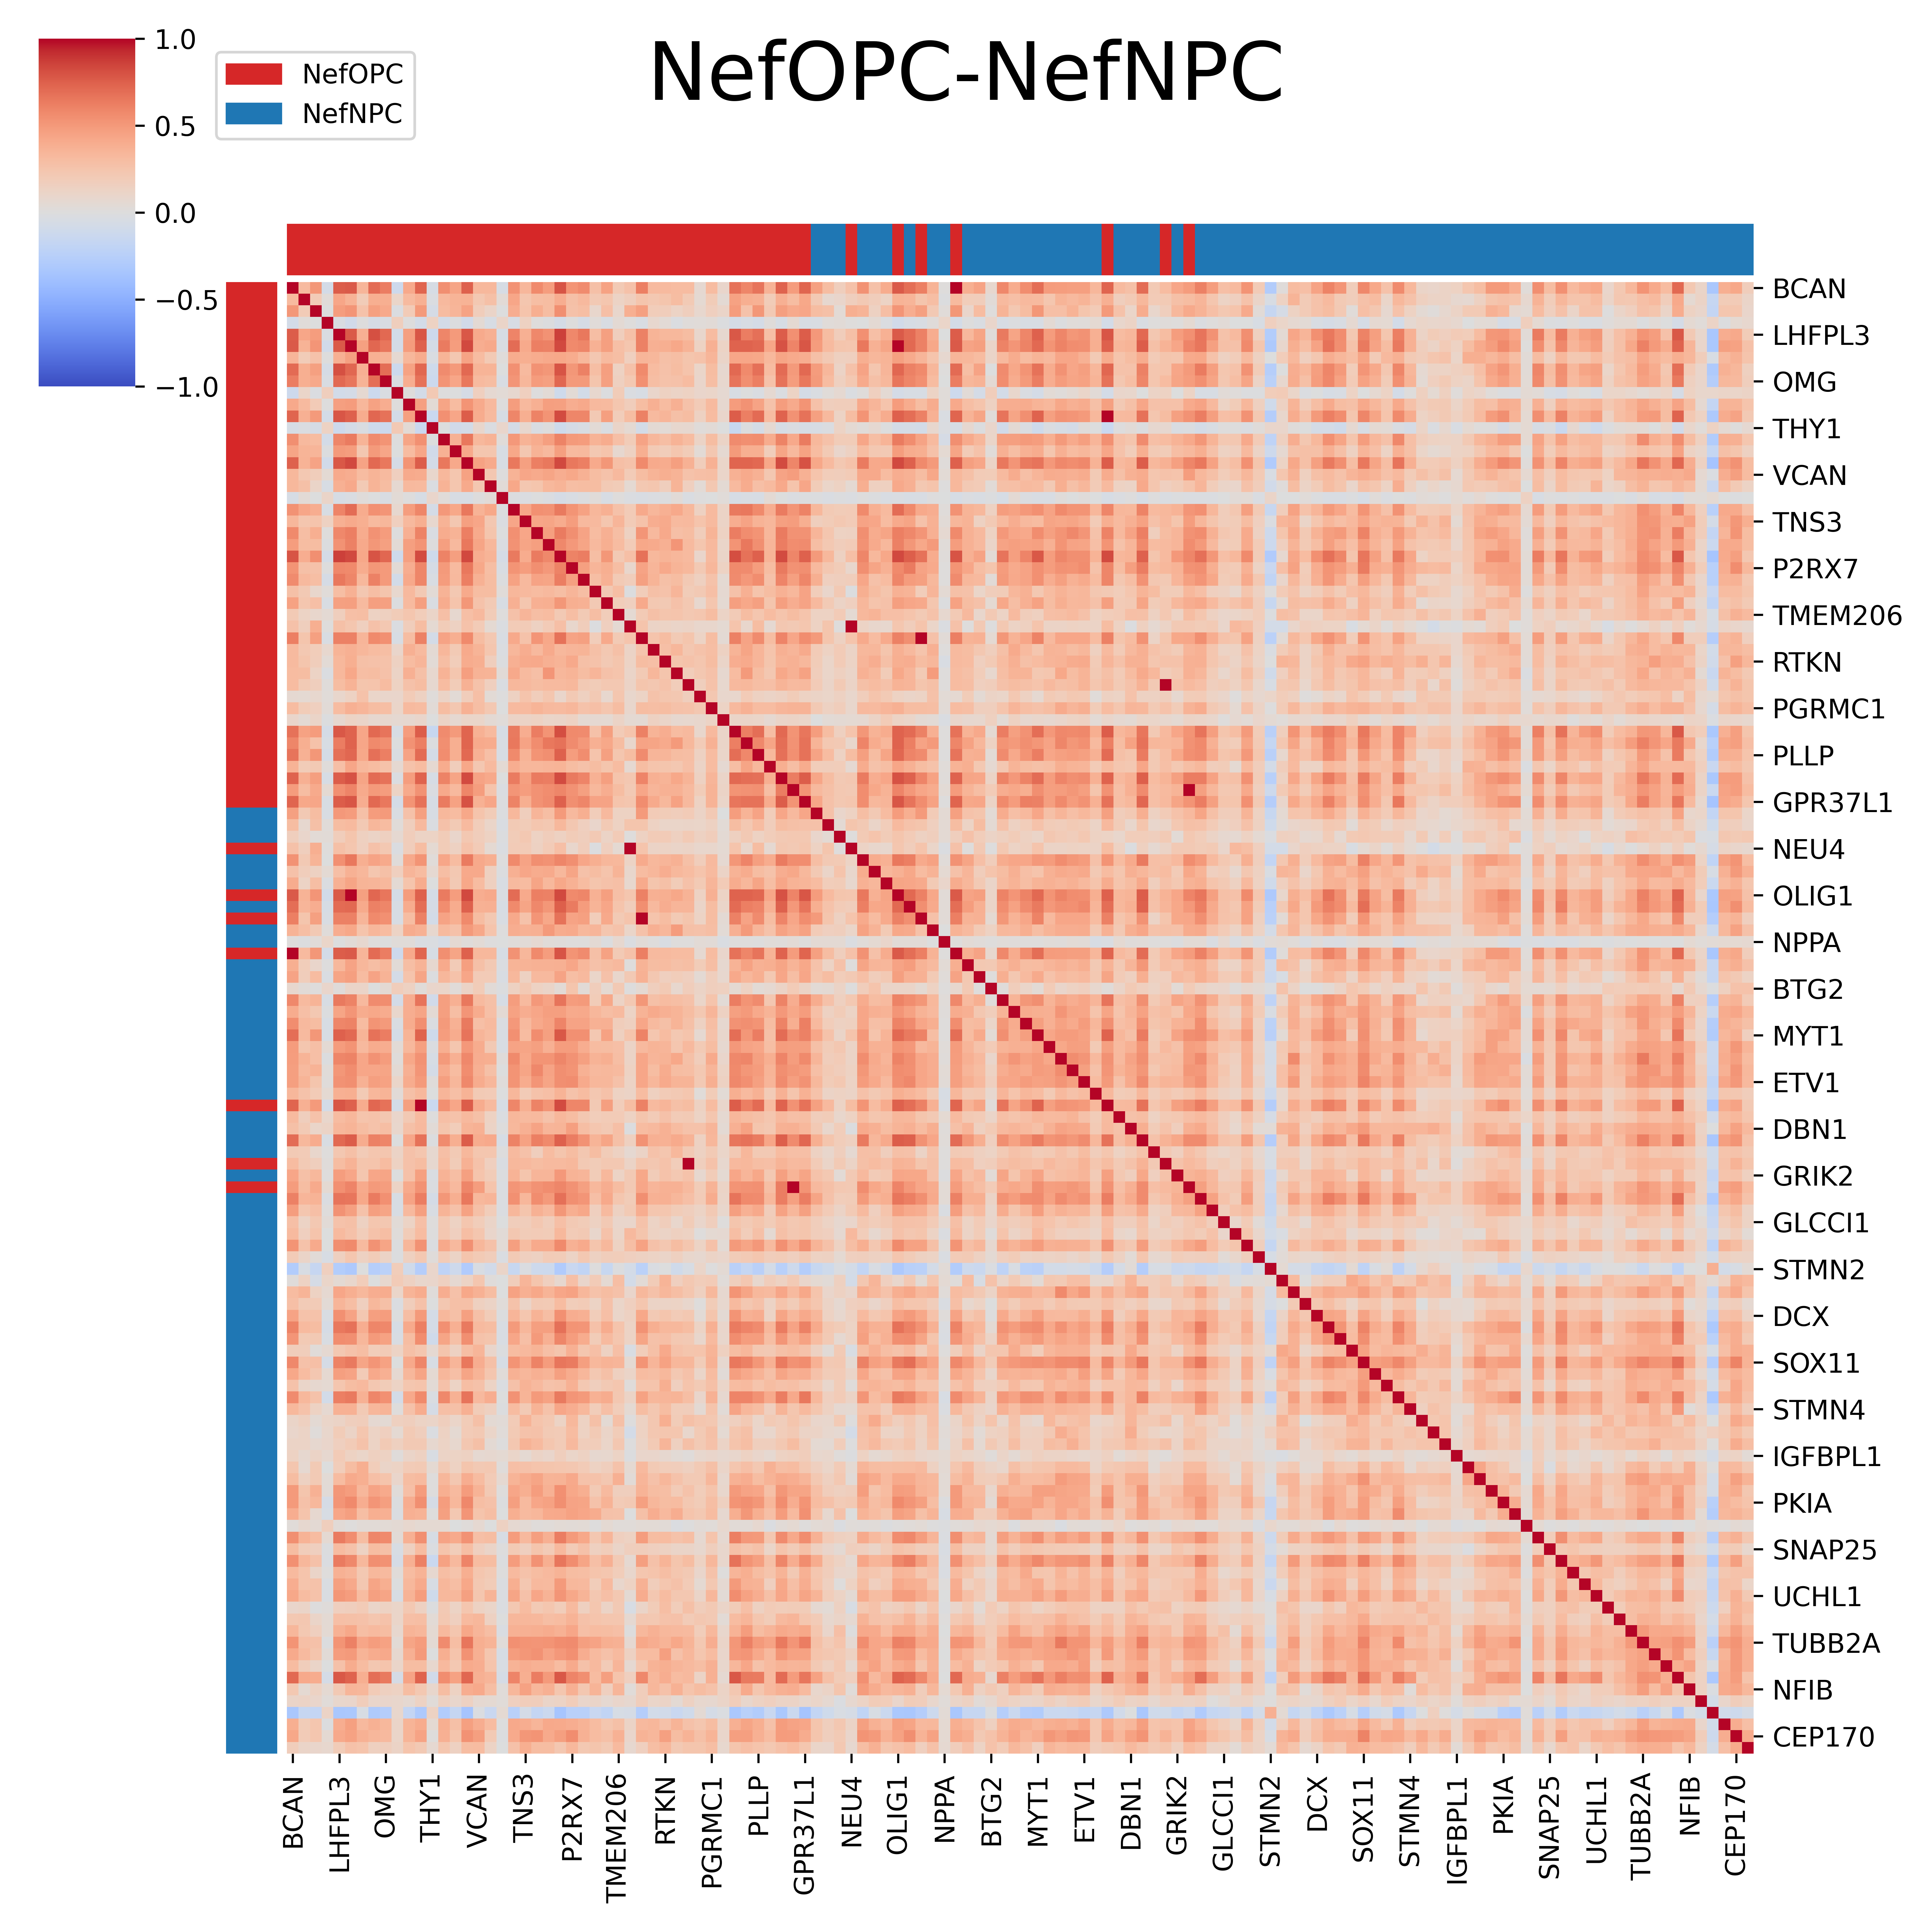 NefOPC-NefNPC
1.0
0.5
0.0
−0.5
−1.0
NefOPC
NefNPC
BCAN
LHFPL3
OMG
THY1
VCAN
TNS3
P2RX7
TMEM206
RTKN
PGRMC1
PLLP
GPR37L1
NEU4
OLIG1
NPPA
BTG2
MYT1
ETV1
DBN1
GRIK2
GLCCI1
STMN2
DCX
SOX11
STMN4
IGFBPL1
PKIA
SNAP25
UCHL1
TUBB2A
NFIB
CEP170
BCAN
LHFPL3
OMG
THY1
VCAN
TNS3
P2RX7
TMEM206
RTKN
PGRMC1
PLLP
GPR37L1
NEU4
OLIG1
NPPA
BTG2
MYT1
ETV1
DBN1
GRIK2
GLCCI1
STMN2
DCX
SOX11
STMN4
IGFBPL1
PKIA
SNAP25
UCHL1
TUBB2A
NFIB
CEP170